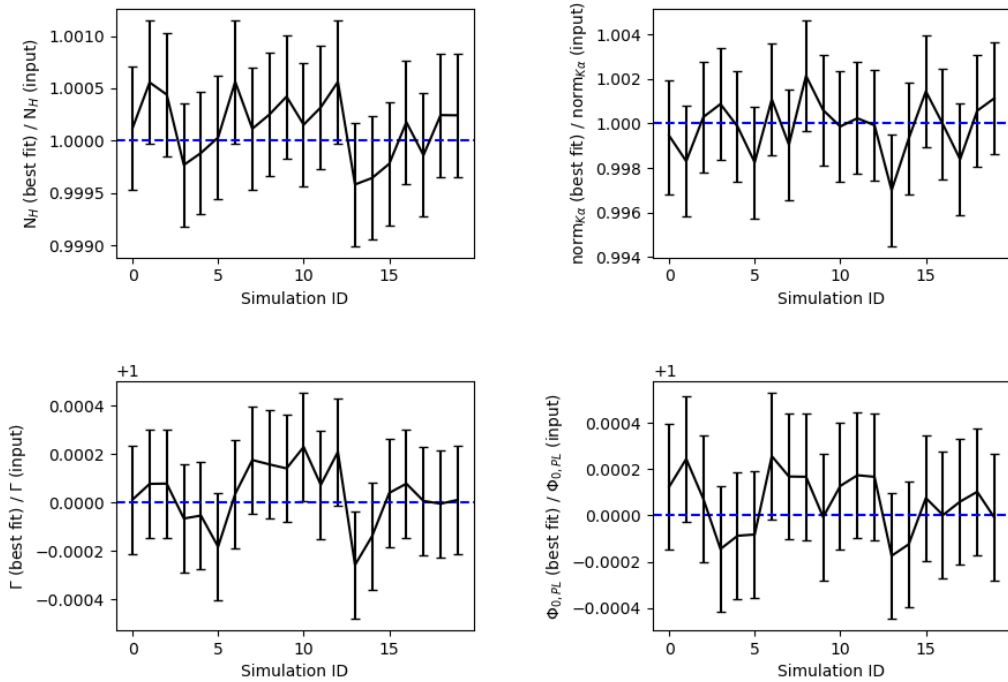 1.0010
1.0005
1.0000
0.9995
0.9990
N_H (best fit) / N_H (input)
0 5 10 15
Simulation ID
1.004
1.002
1.000
0.998
0.996
0.994
norm_Kα (best fit) / norm_Kα (input)
0 5 10 15
Simulation ID
+1
0.0004
0.0002
0.0000
−0.0002
−0.0004
Γ (best fit) / Γ (input)
0 5 10 15
Simulation ID
+1
0.0004
0.0002
0.0000
−0.0002
−0.0004
Φ_0,PL (best fit) / Φ_0,PL (input)
0 5 10 15
Simulation ID